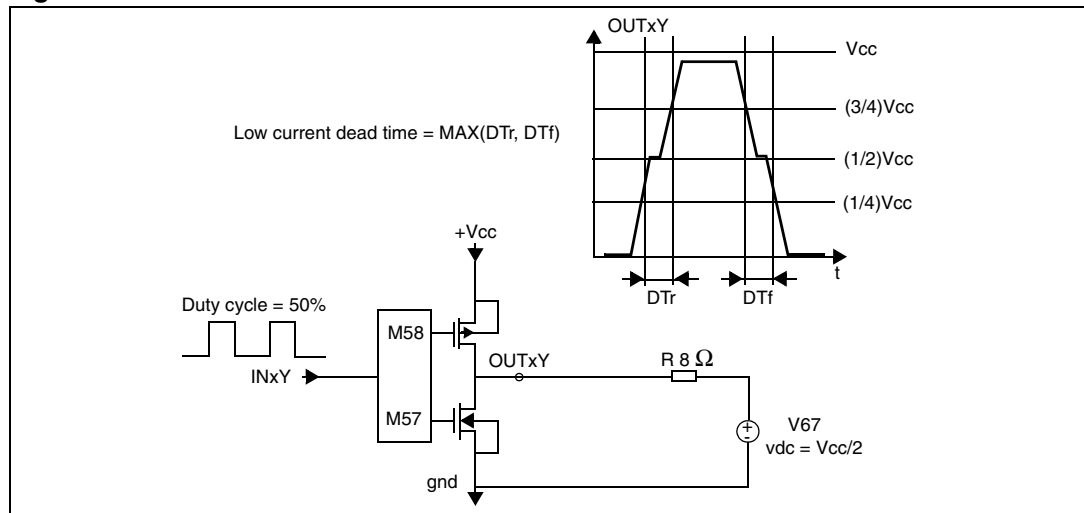 OUTxY
Vcc
(3/4)Vcc
Low current dead time = MAX(DTr, DTf)
(1/2)Vcc
(1/4)Vcc
t
DTr
DTf
+Vcc
Duty cycle = 50%
M58
OUTxY
R 8 Ω
INxY
M57
+
-
V67
vdc = Vcc/2
gnd